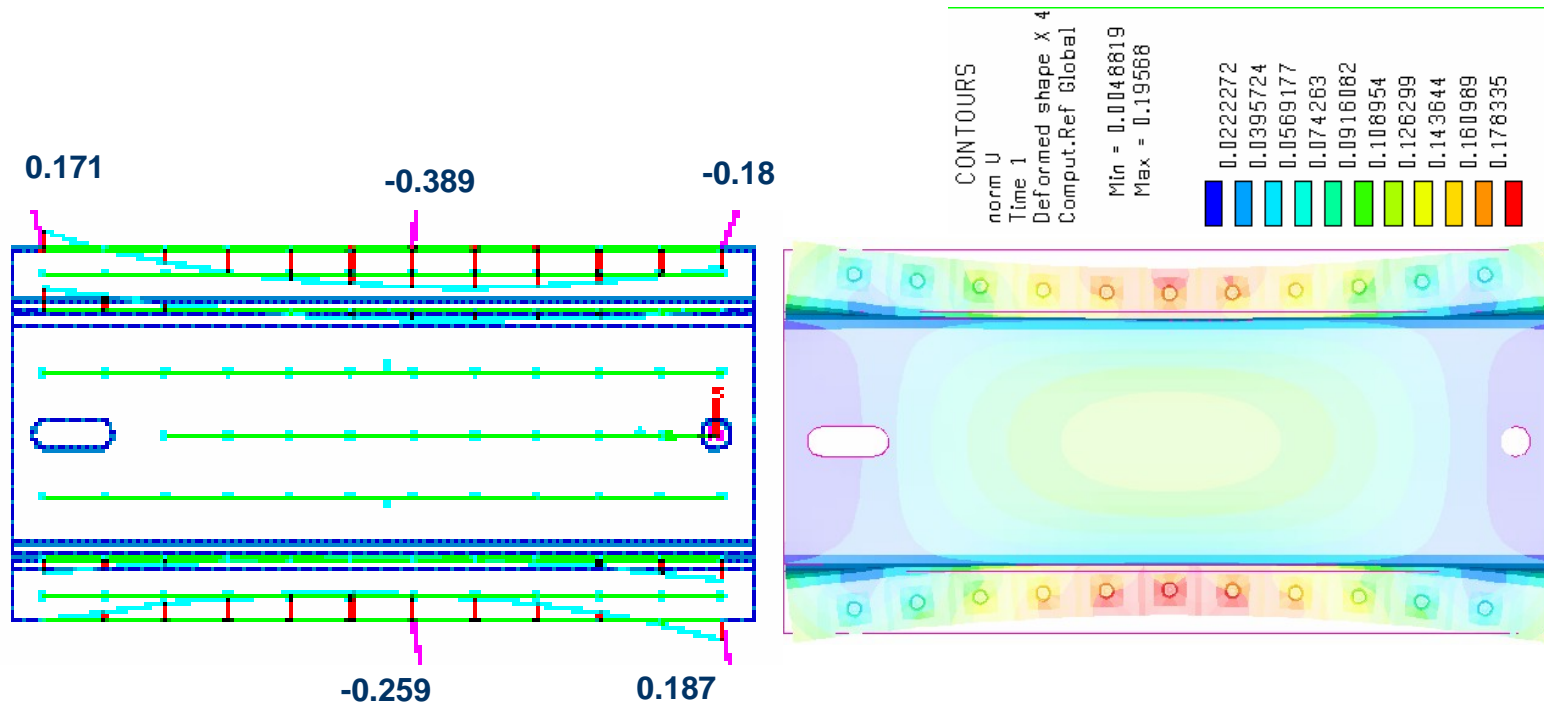 0.171
-0.389
-0.18
-0.259
0.187
CONTOURS
norm U
Time 1
Deformed shape X 4
Comput.Ref Global
Min = 0.0048819
Max = 0.19568
0.0222272
0.0395724
0.0569177
0.074263
0.0916082
0.108954
0.126299
0.143644
0.160989
0.178335